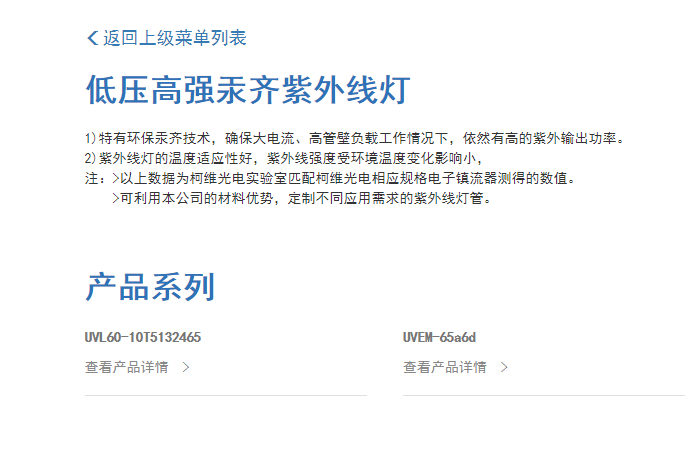 返回上级菜单列表
低压高强汞齐紫外线灯
1)特有环保汞齐技术，确保大电流、高管壁负载工作情况下，依然有高的紫外输出功率。
2)紫外线灯的温度适应性好，紫外线强度受环境温度变化影响小，
注：>以上数据为柯维光电实验室匹配柯维光电相应规格电子镇流器测得的数值。
>可利用本公司的材料优势，定制不同应用需求的紫外线灯管。
产品系列
UVL60-10T5132465
UVEM-65a6d
查看产品详情 >
查看产品详情 >